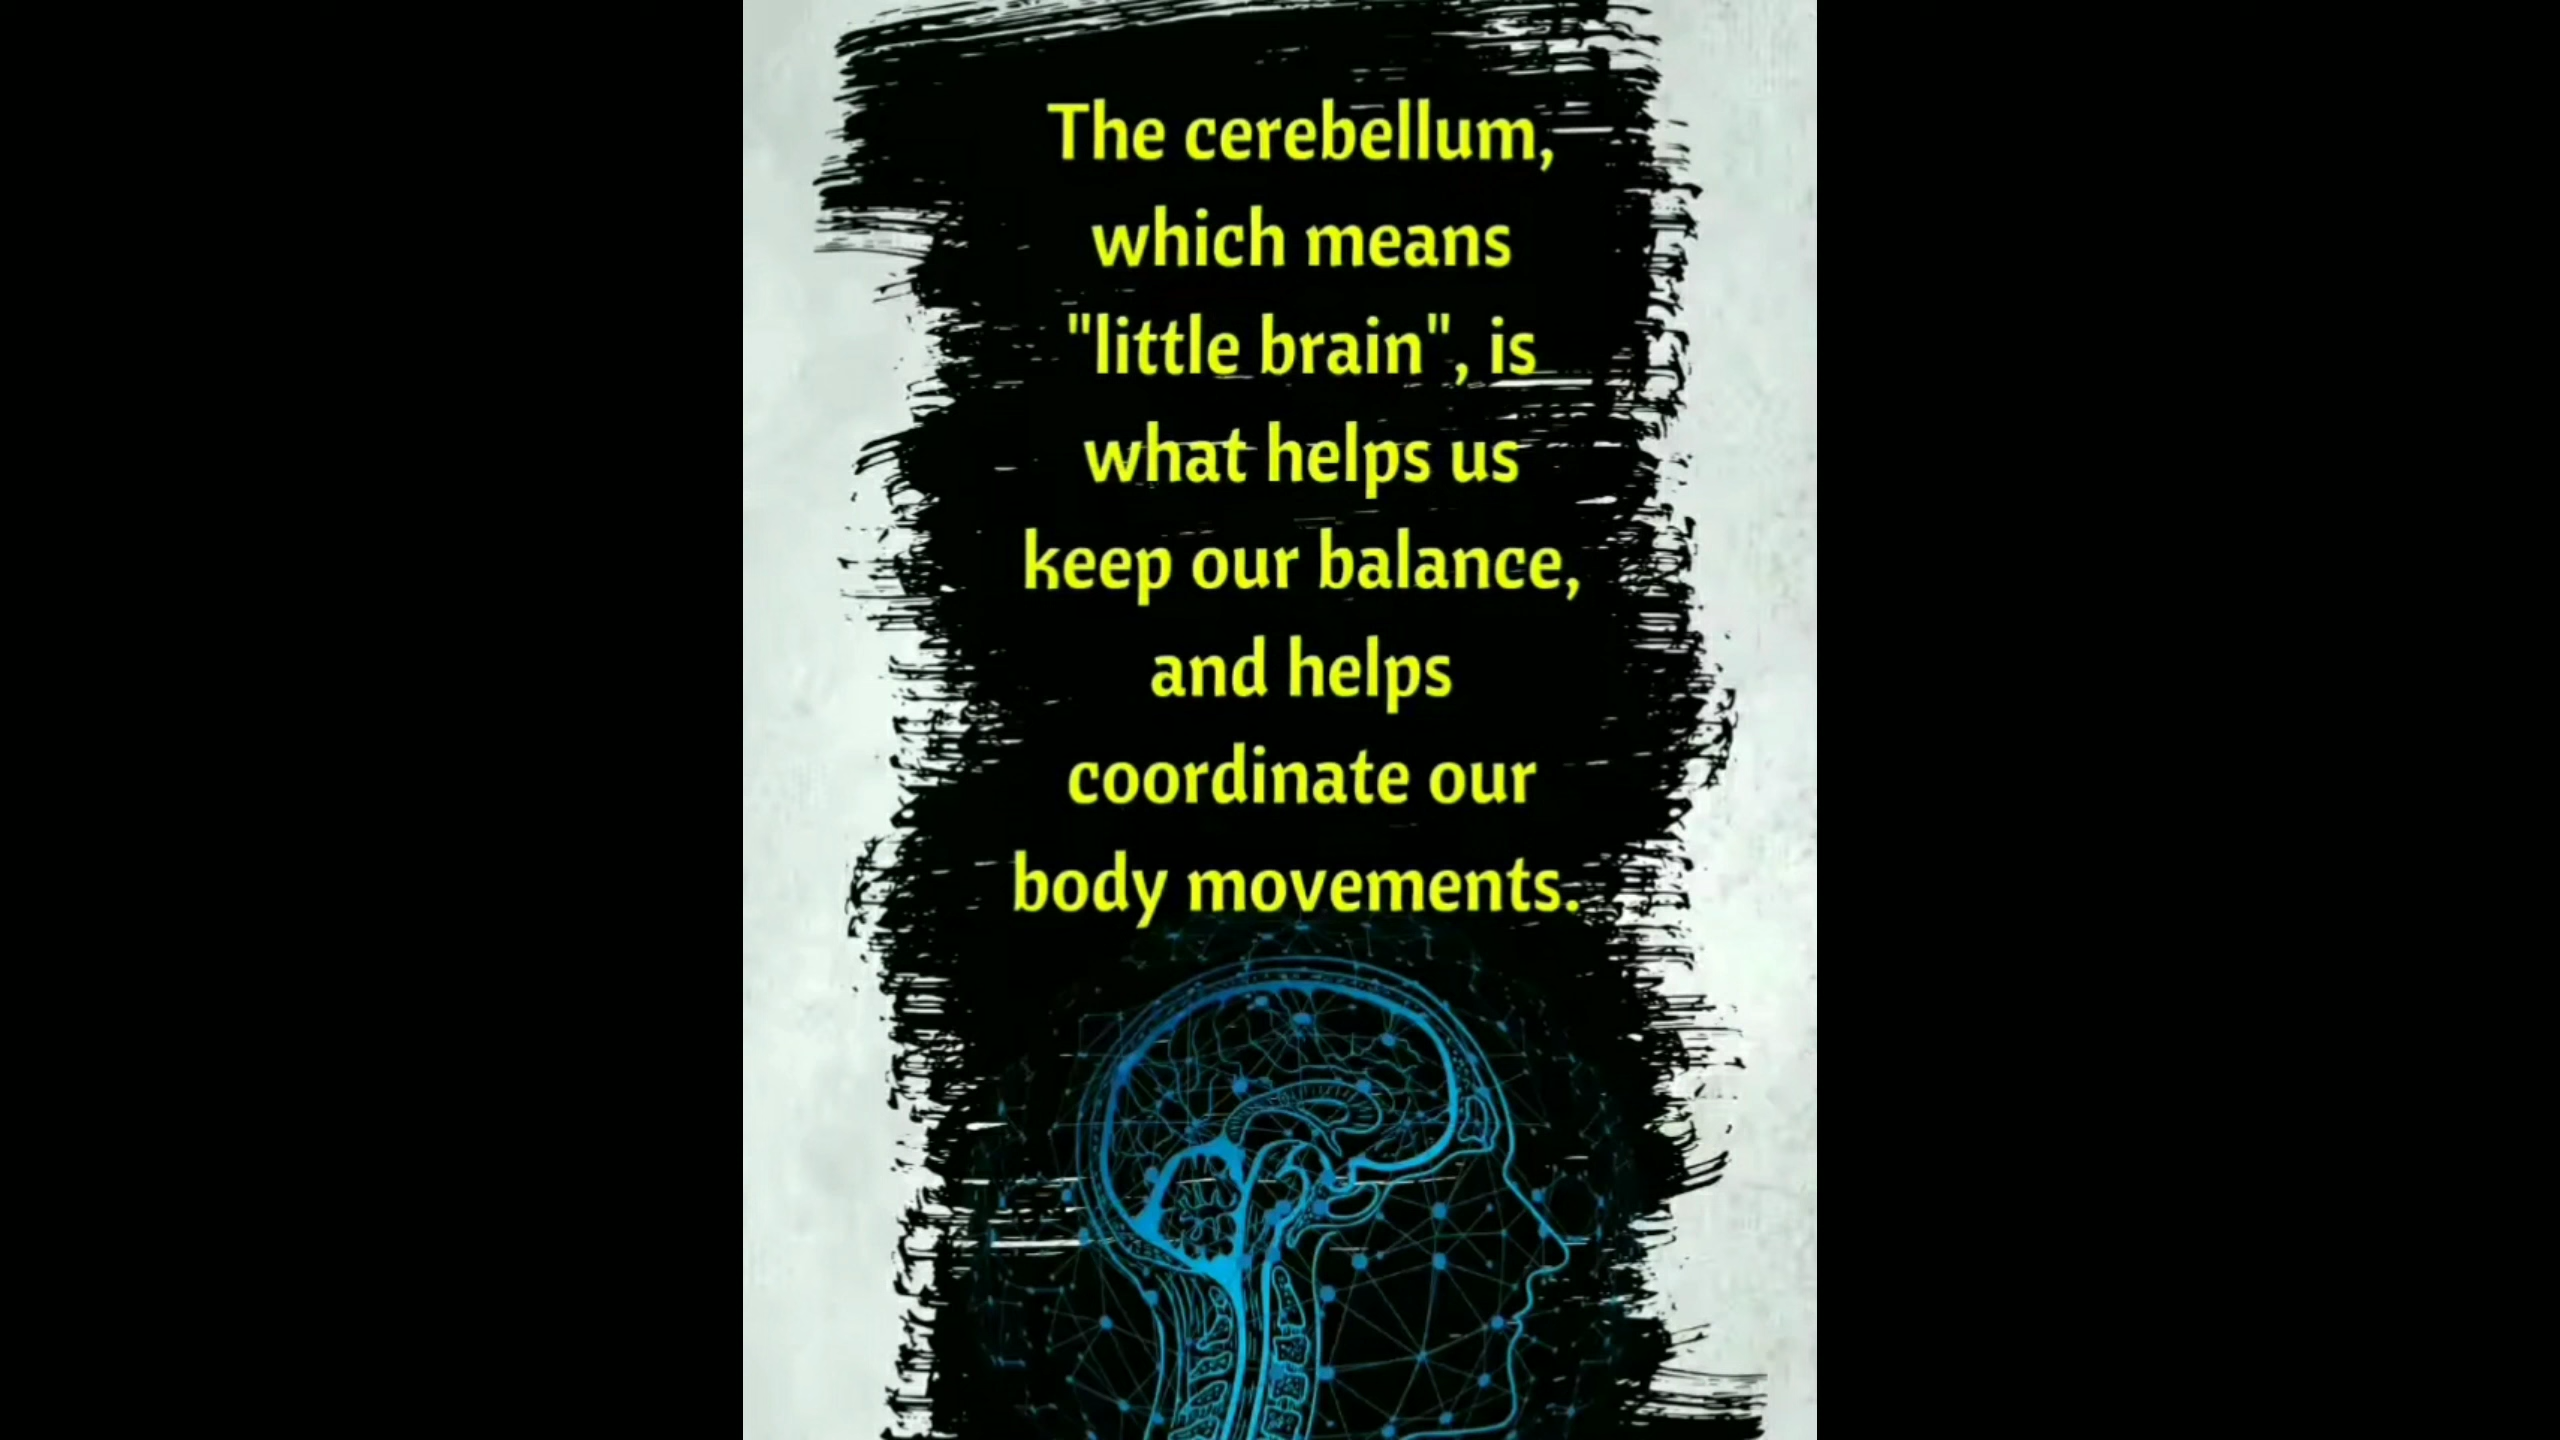 The cerebellum,
which means
"little brain", is
what helps us
keep our balance,
and helps
coordinate our
body movements.